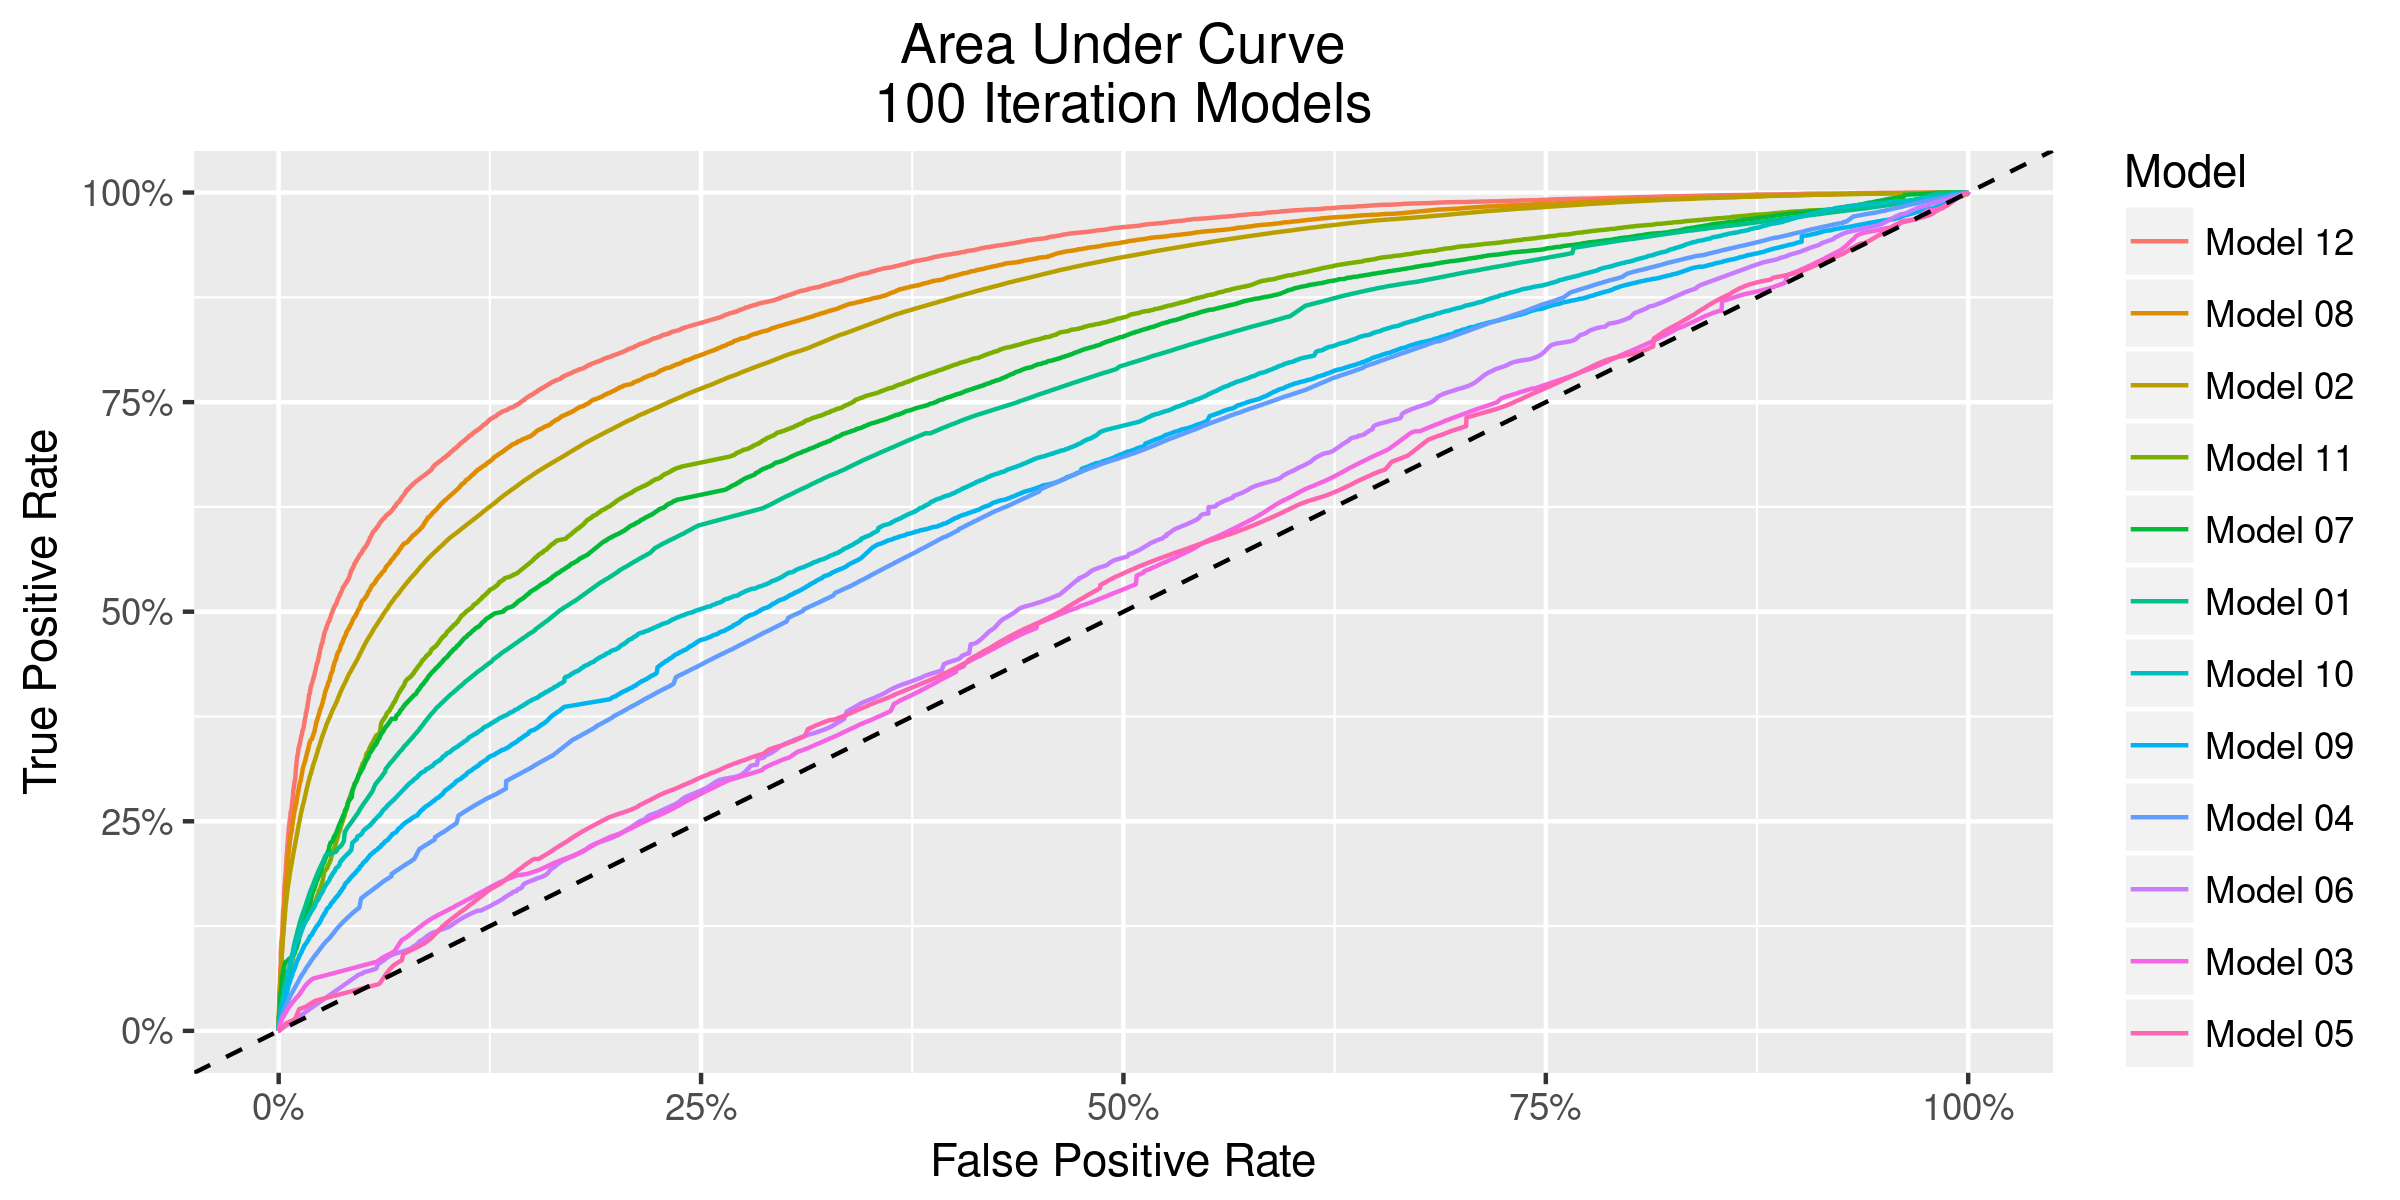 Area Under Curve
100 Iteration Models
True Positive Rate
100%
75%
50%
25%
0%
0%
25%
50%
75%
100%
False Positive Rate
Model
Model 12
Model 08
Model 02
Model 11
Model 07
Model 01
Model 10
Model 09
Model 04
Model 06
Model 03
Model 05